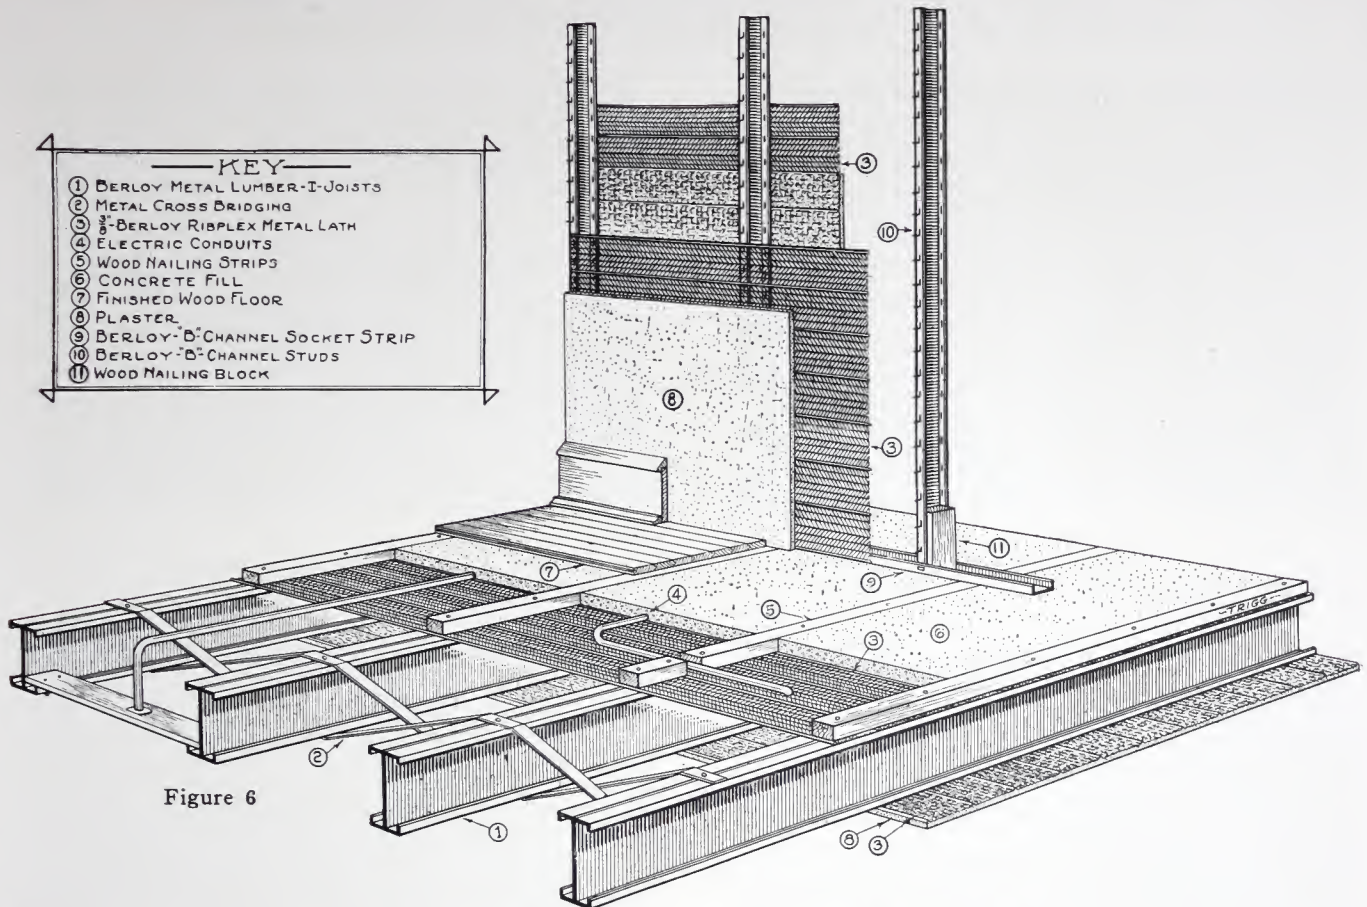 KEY
① BERLOY METAL LUMBER-I-JOISTS
② METAL CROSS BRIDGING
③ 3/8"-BERLOY RIBPLEX METAL LATH
④ ELECTRIC CONDUITS
⑤ WOOD NAILING STRIPS
⑥ CONCRETE FILL
⑦ FINISHED WOOD FLOOR
⑧ PLASTER
⑨ BERLOY-"B"-CHANNEL SOCKET STRIP
⑩ BERLOY-"B"-CHANNEL STUDS
⑪ WOOD NAILING BLOCK
③
⑩
⑧
③
⑪
⑦
⑨
④
⑤
-TRIGG-
⑥
③
②
Figure 6
①
⑧
③